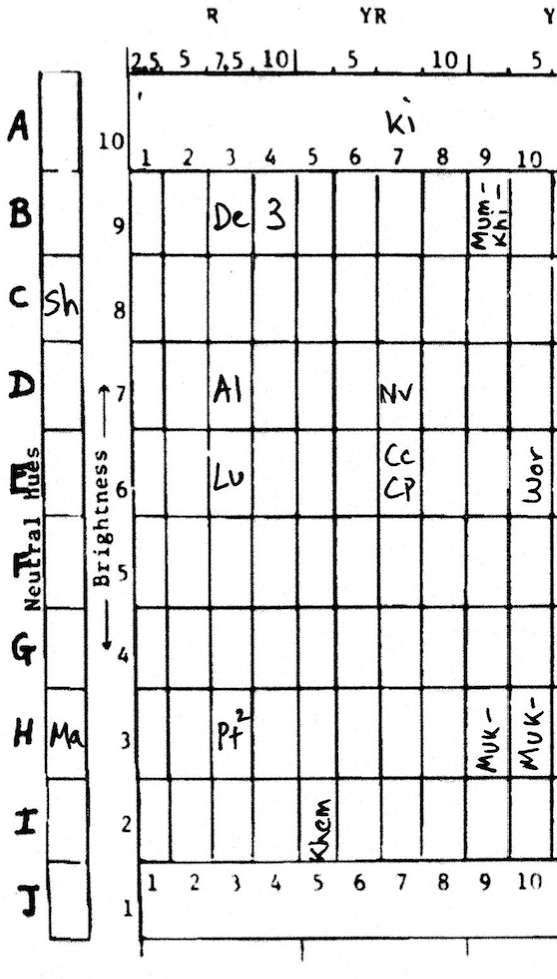 R YR Y
2.5 5 7.5 10 5 10 5
A Ki
10 1 2 3 4 5 6 7 8 9 10
B 9 De 3 Mum-Khi-
C Sh 8
D 7 Al Nv
E 6 Lu Cc Wor
CP
Neutral Hues
Brightness
F 5
G 4
H Ma 3 Pt² Muk- Muk-
I 2 Khem
J 1 1 2 3 4 5 6 7 8 9 10